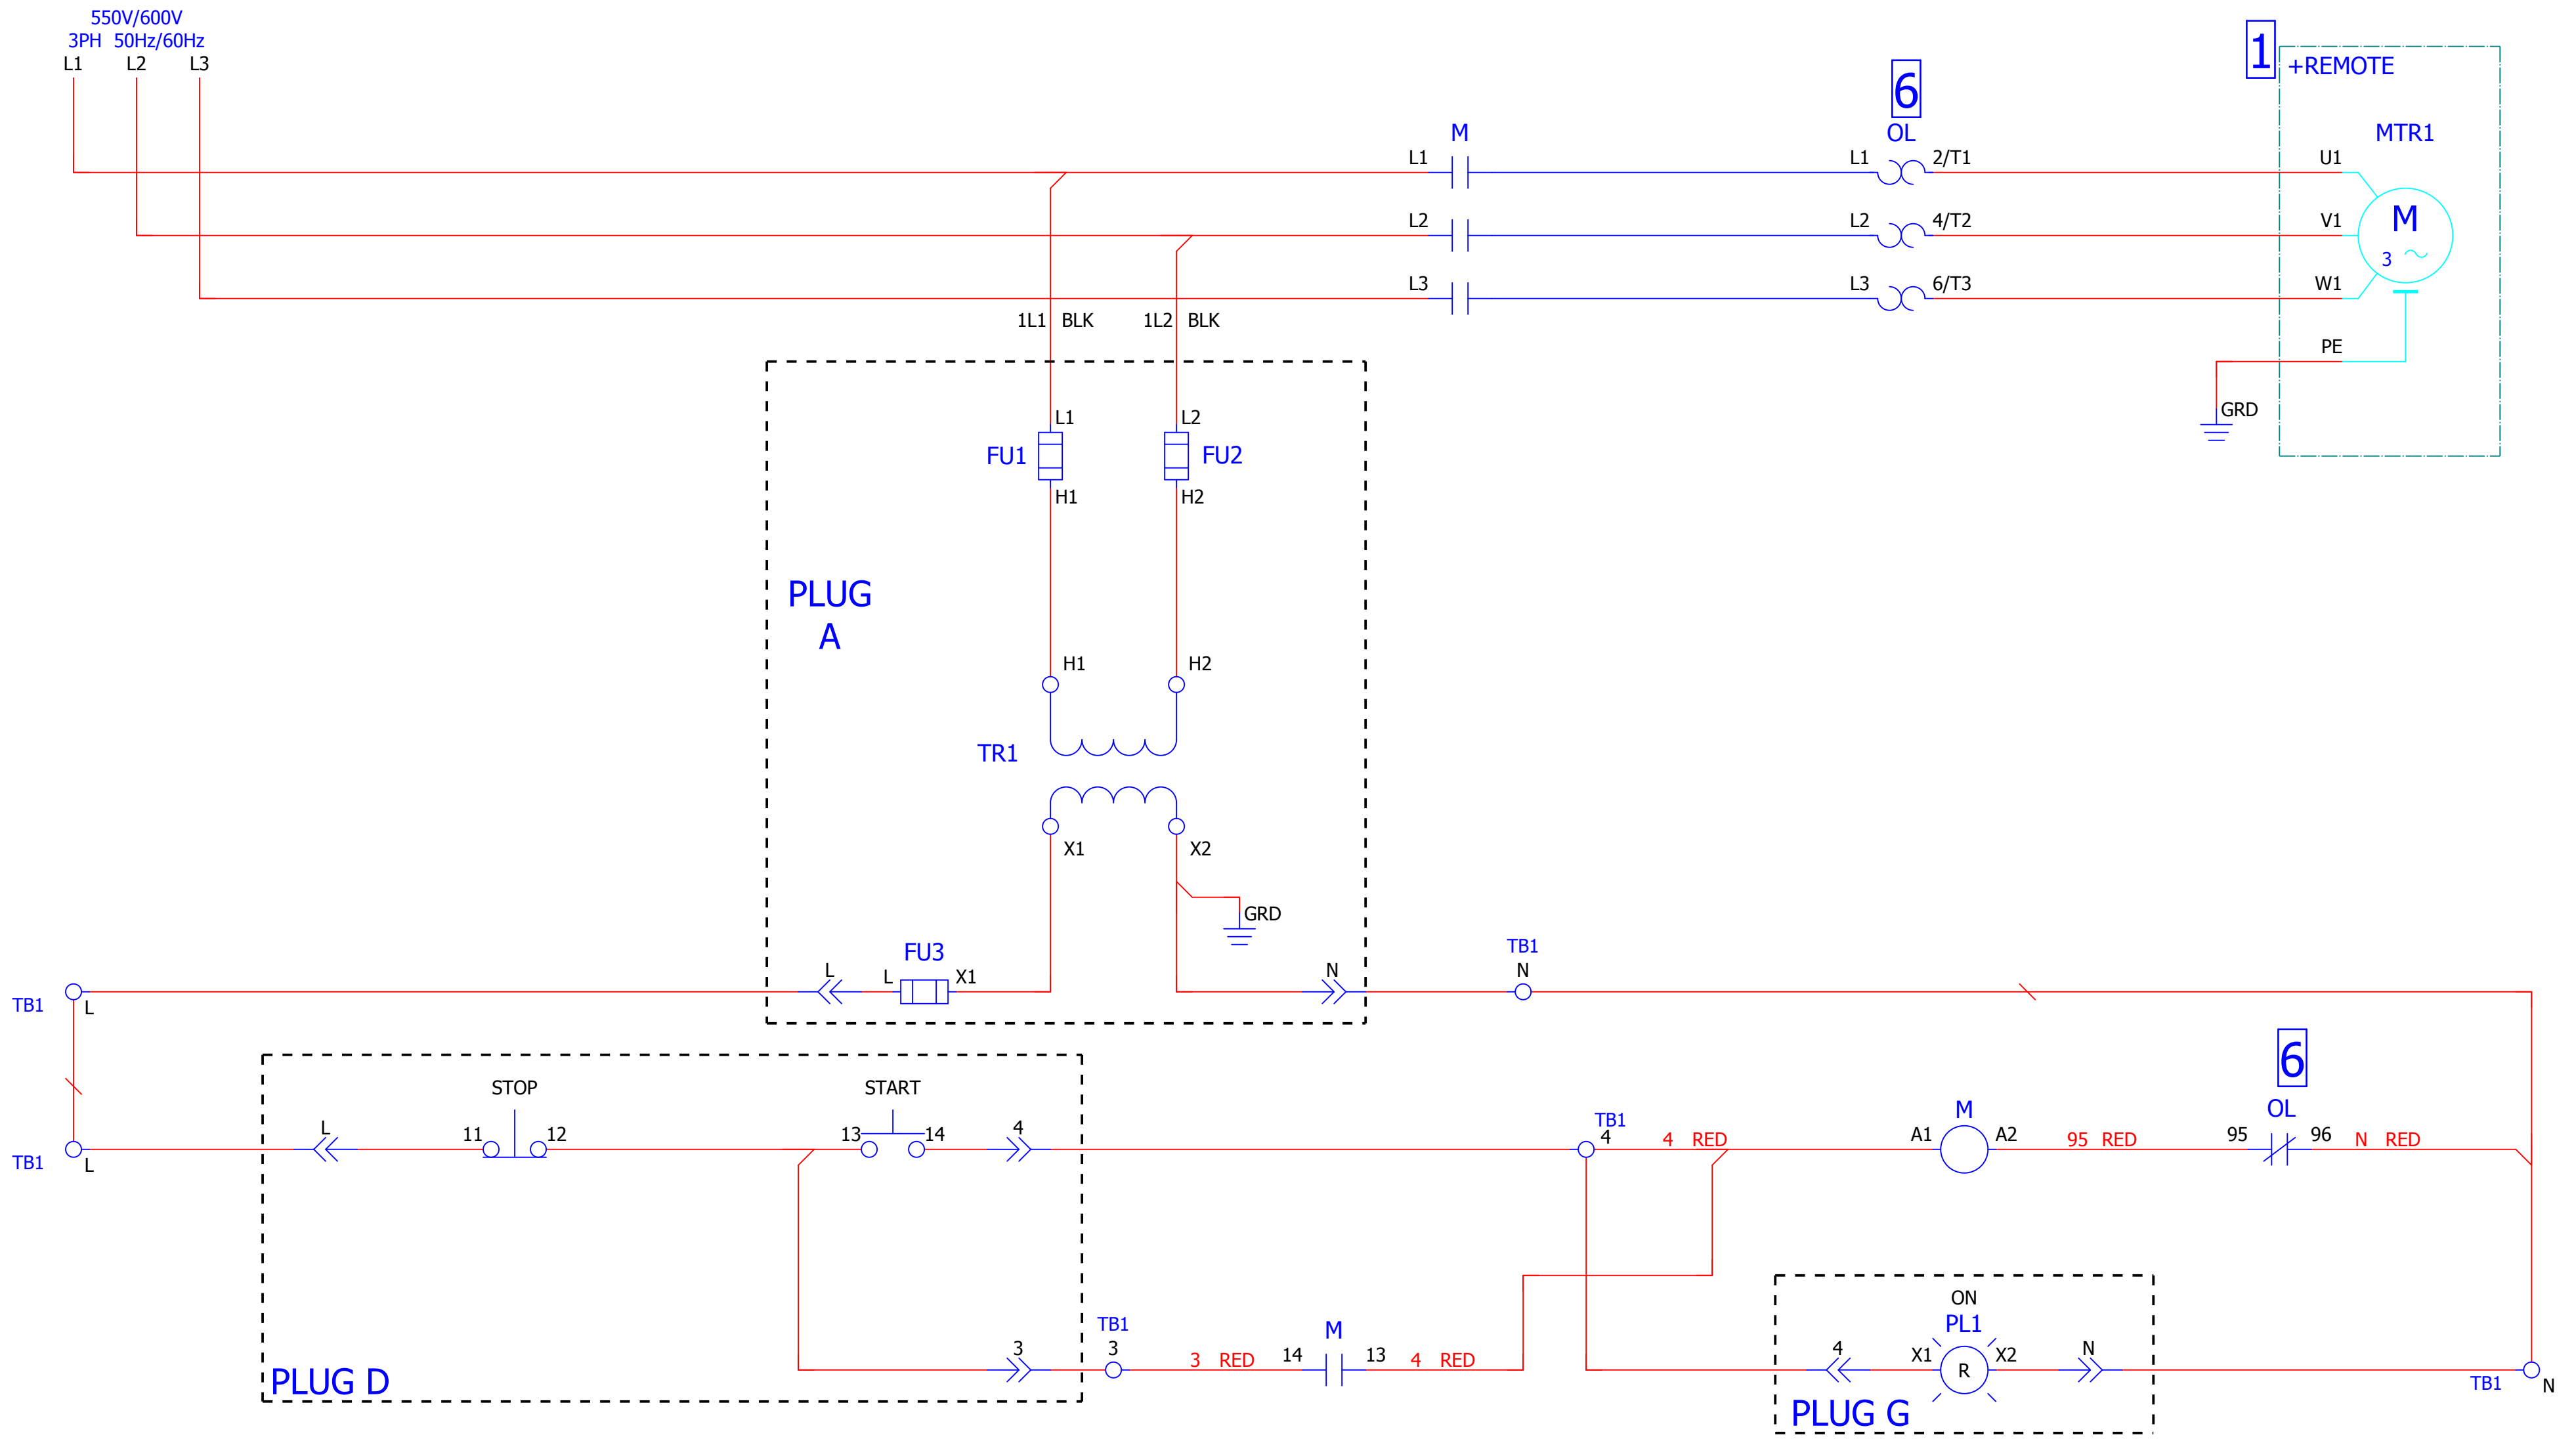 550V/600V
3PH 50Hz/60Hz
L1 L2 L3
1
+REMOTE
6
M
OL
MTR1
L1
L1
2/T1
U1
L2
L2
4/T2
V1
M
3
L3
L3
6/T3
W1
1L1 BLK
1L2 BLK
PE
GRD
L1
L2
FU1
FU2
H1
H2
PLUG
A
H1
H2
TR1
X1
X2
GRD
FU3
L
L
X1
N
TB1
N
TB1
L
STOP
START
6
OL
L
11
12
13
14
4
TB1
4
4 RED
M
A1
A2
95 RED
95
96
N RED
TB1
L
ON
PL1
TB1
3
3
3 RED
M
14
13
4 RED
4
X1
R
X2
N
TB1
N
PLUG D
PLUG G